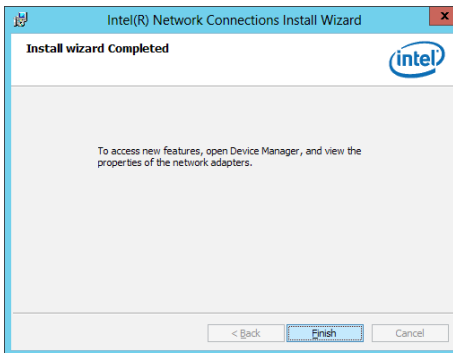 Intel(R) Network Connections Install Wizard
x
Install wizard Completed
intel
To access new features, open Device Manager, and view the
properties of the network adapters.
< Back
Finish
Cancel